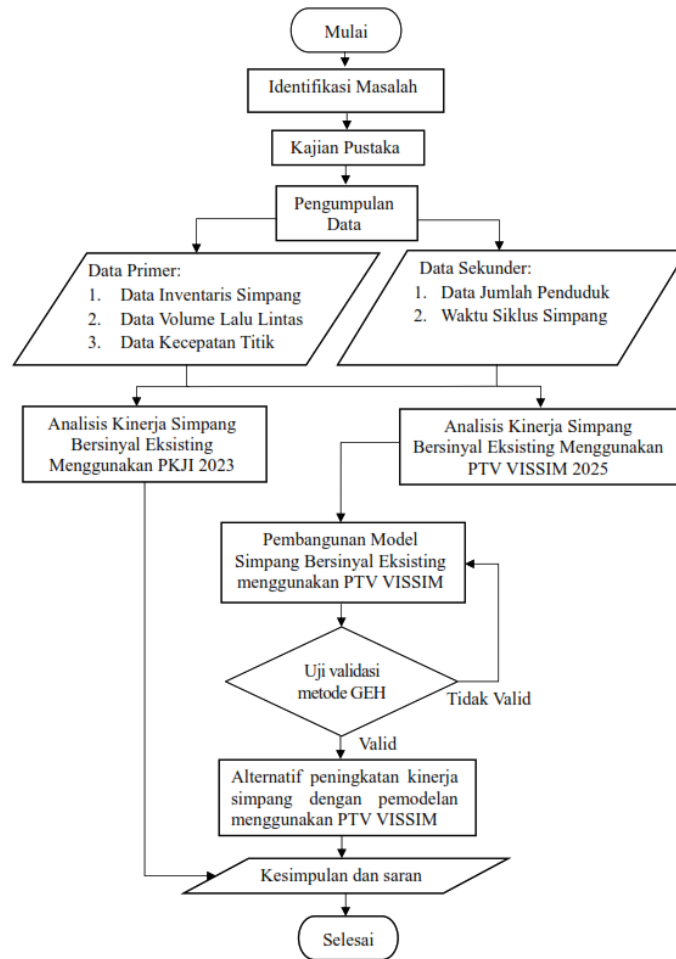 Mulai
Identifikasi Masalah
Kajian Pustaka
Pengumpulan
Data
Data Primer:
1. Data Inventaris Simpang
2. Data Volume Lalu Lintas
3. Data Kecepatan Titik
Data Sekunder:
1. Data Jumlah Penduduk
2. Waktu Siklus Simpang
Analisis Kinerja Simpang
Bersinyal Eksisting
Menggunakan PKJI 2023
Analisis Kinerja Simpang
Bersinyal Eksisting Menggunakan
PTV VISSIM 2025
Pembangunan Model
Simpang Bersinyal Eksisting
menggunakan PTV VISSIM
Uji validasi
metode GEH
Tidak Valid
Valid
Alternatif peningkatan kinerja
simpang dengan pemodelan
menggunakan PTV VISSIM
Kesimpulan dan saran
Selesai